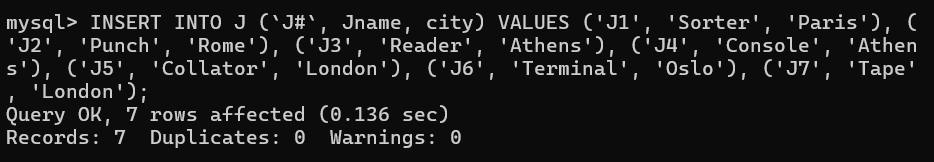 mysql> INSERT INTO J (`J#`, Jname, city) VALUES ('J1', 'Sorter', 'Paris'), (
'J2', 'Punch', 'Rome'), ('J3', 'Reader', 'Athens'), ('J4', 'Console', 'Athen
s'), ('J5', 'Collator', 'London'), ('J6', 'Terminal', 'Oslo'), ('J7', 'Tape'
, 'London');
Query OK, 7 rows affected (0.136 sec)
Records: 7  Duplicates: 0  Warnings: 0